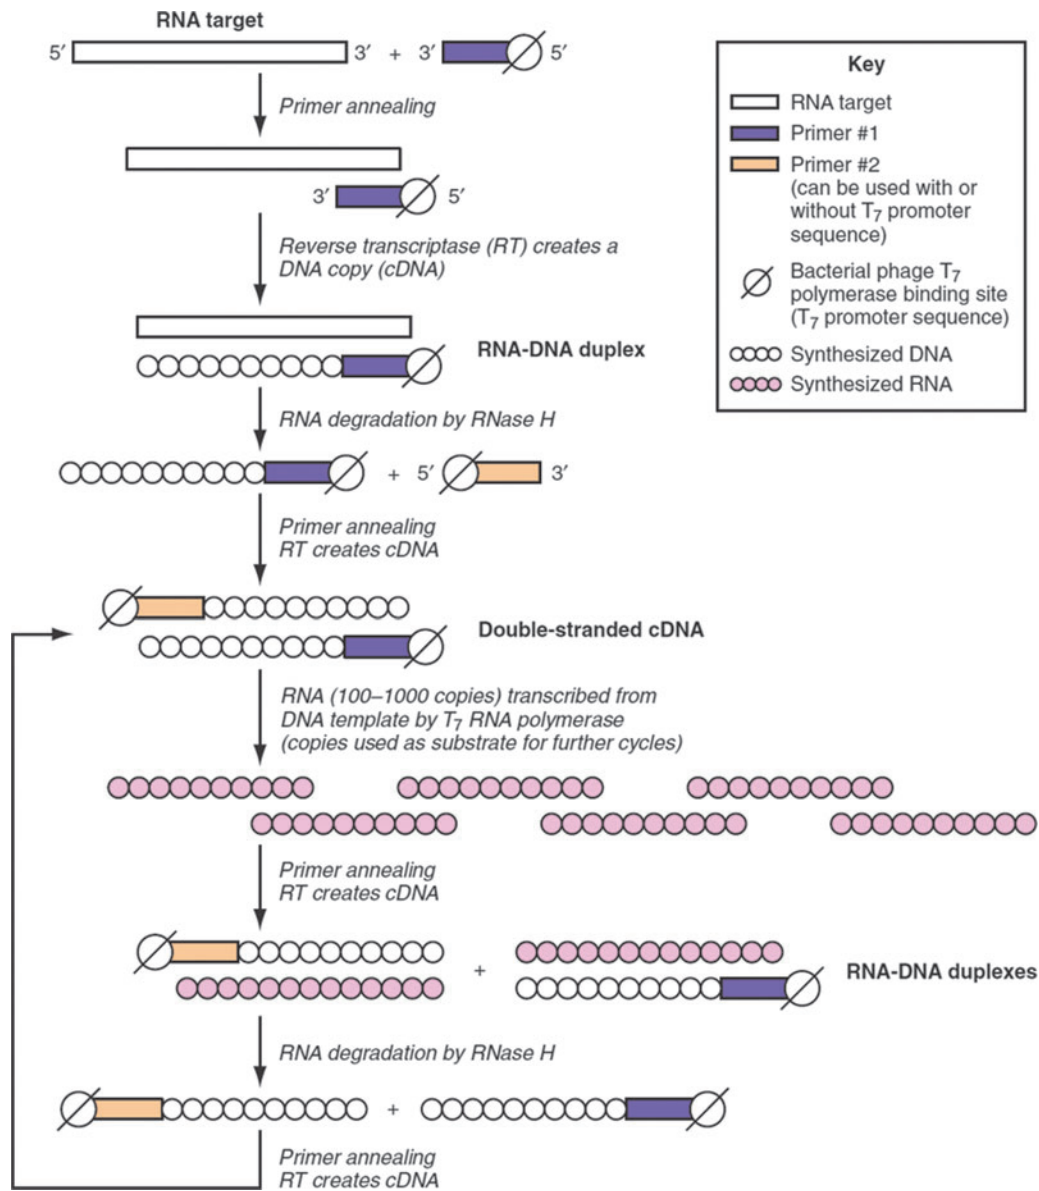 RNA target
5′ 3′ + 3′ 5′
Primer annealing
3′ 5′
Reverse transcriptase (RT) creates a
DNA copy (cDNA)
RNA-DNA duplex
RNA degradation by RNase H
+ 5′ 3′
Primer annealing
RT creates cDNA
Double-stranded cDNA
RNA (100–1000 copies) transcribed from
DNA template by T7 RNA polymerase
(copies used as substrate for further cycles)
Primer annealing
RT creates cDNA
+
RNA-DNA duplexes
RNA degradation by RNase H
+
Primer annealing
RT creates cDNA
Key
RNA target
Primer #1
Primer #2
(can be used with or
without T7 promoter
sequence)
Bacterial phage T7
polymerase binding site
(T7 promoter sequence)
Synthesized DNA
Synthesized RNA